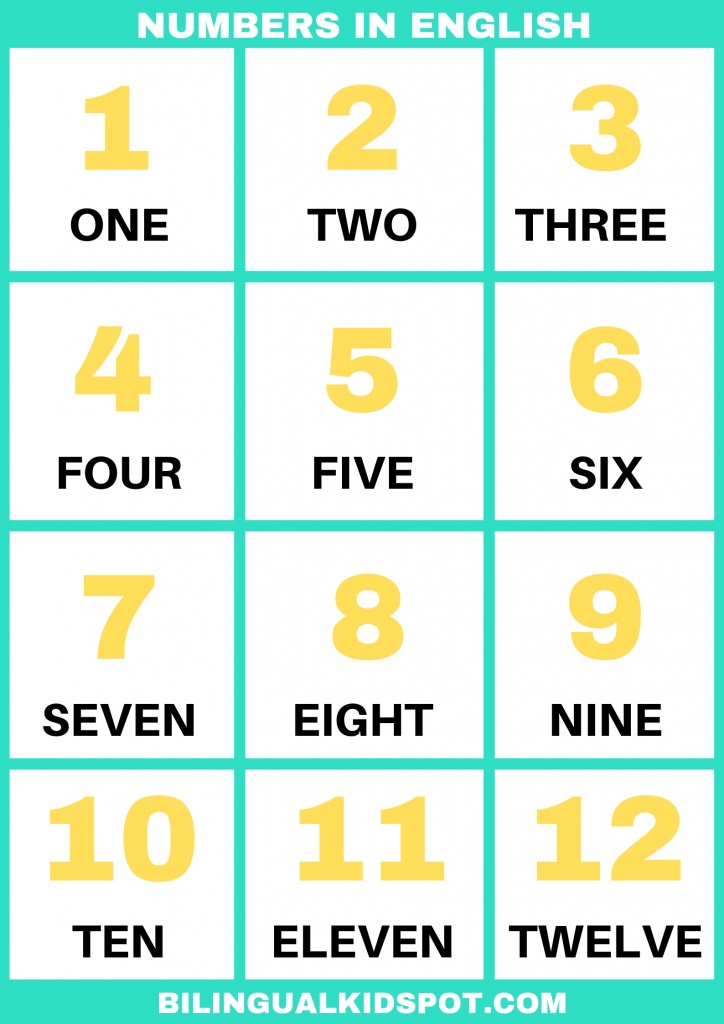 NUMBERS IN ENGLISH
1 2 3
ONE TWO THREE
4 5 6
FOUR FIVE SIX
7 8 9
SEVEN EIGHT NINE
10 11 12
TEN ELEVEN TWELVE
BILINGUALKIDSPOT.COM